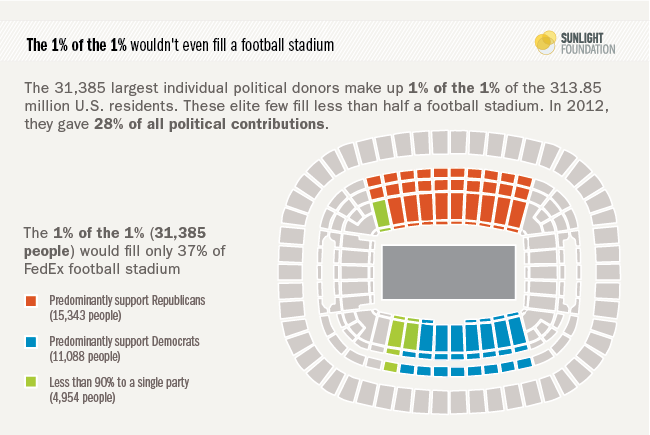 The 1% of the 1% wouldn't even fill a football stadium
SUNLIGHT
FOUNDATION
The 31,385 largest individual political donors make up 1% of the 1% of the 313.85
million U.S. residents. These elite few fill less than half a football stadium. In 2012,
they gave 28% of all political contributions.
The 1% of the 1% (31,385
people) would fill only 37% of
FedEx football stadium
Predominantly support Republicans
(15,343 people)
Predominantly support Democrats
(11,088 people)
Less than 90% to a single party
(4,954 people)